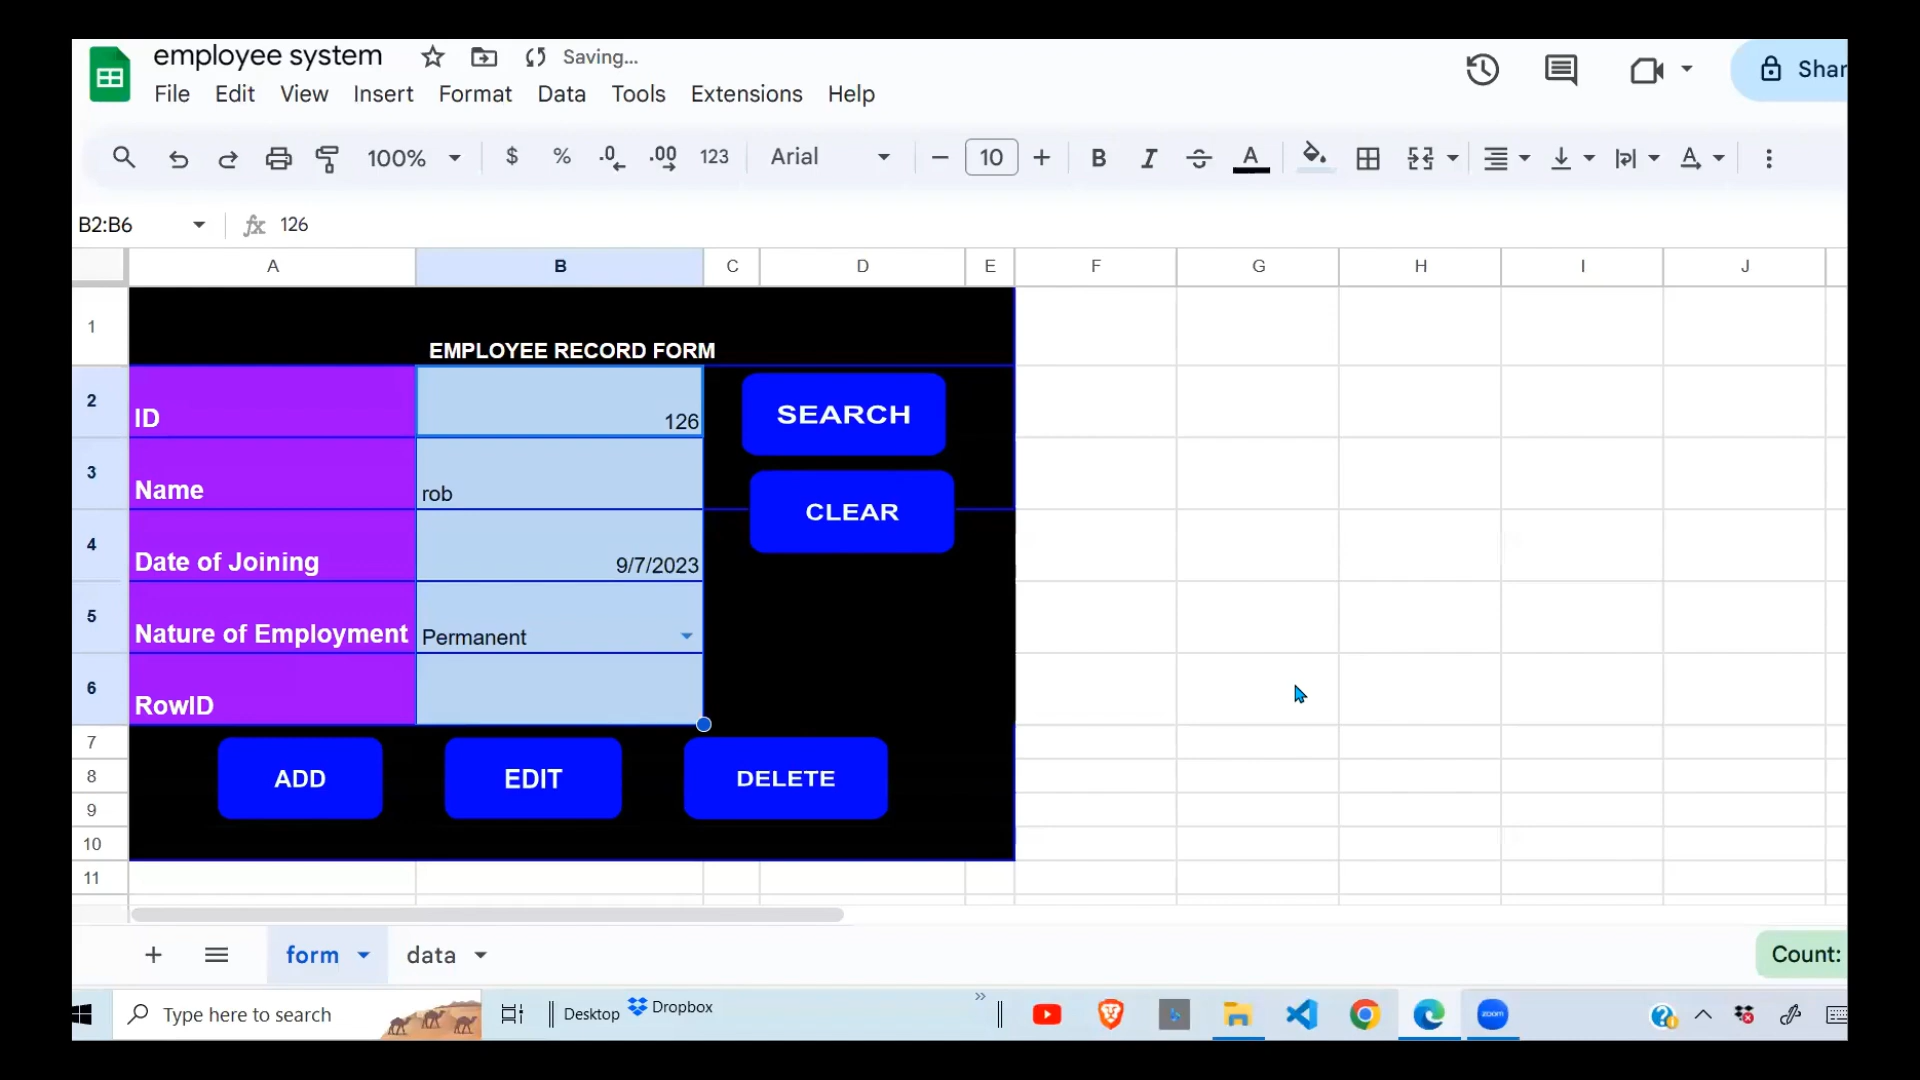 employee system Saving...
File Edit View Insert Format Data Tools Extensions Help
Shar
100% $ % .0 .00 123 Arial 10 B I S A A
B2:B6 fx 126
A B C D E F G H I J
1 EMPLOYEE RECORD FORM
2 ID 126 SEARCH
3 Name rob CLEAR
4 Date of Joining 9/7/2023
5 Nature of Employment Permanent
6 RowID
7
8 ADD EDIT DELETE
9
10
11
form data Count:
Type here to search Desktop Dropbox » zoom